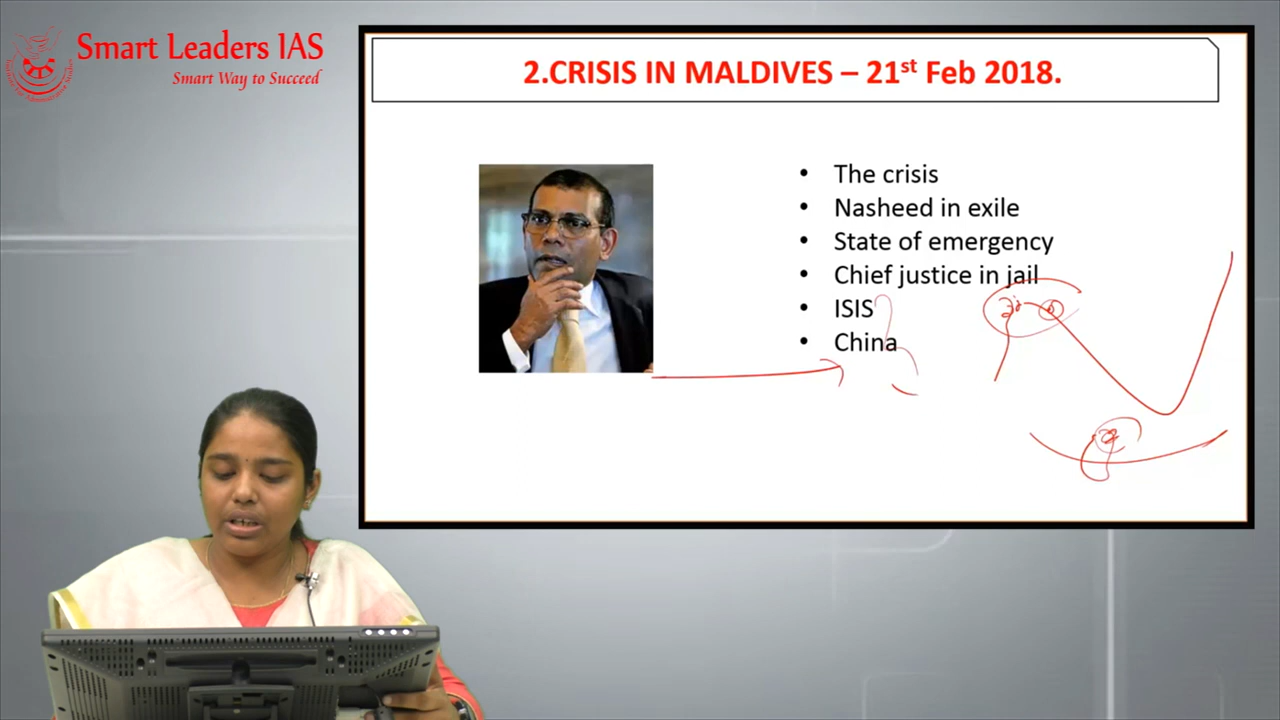 Smart Leaders IAS
Smart Way to Succeed
2.CRISIS IN MALDIVES – 21st Feb 2018.
• The crisis
• Nasheed in exile
• State of emergency
• Chief justice in jail
• ISIS
• China